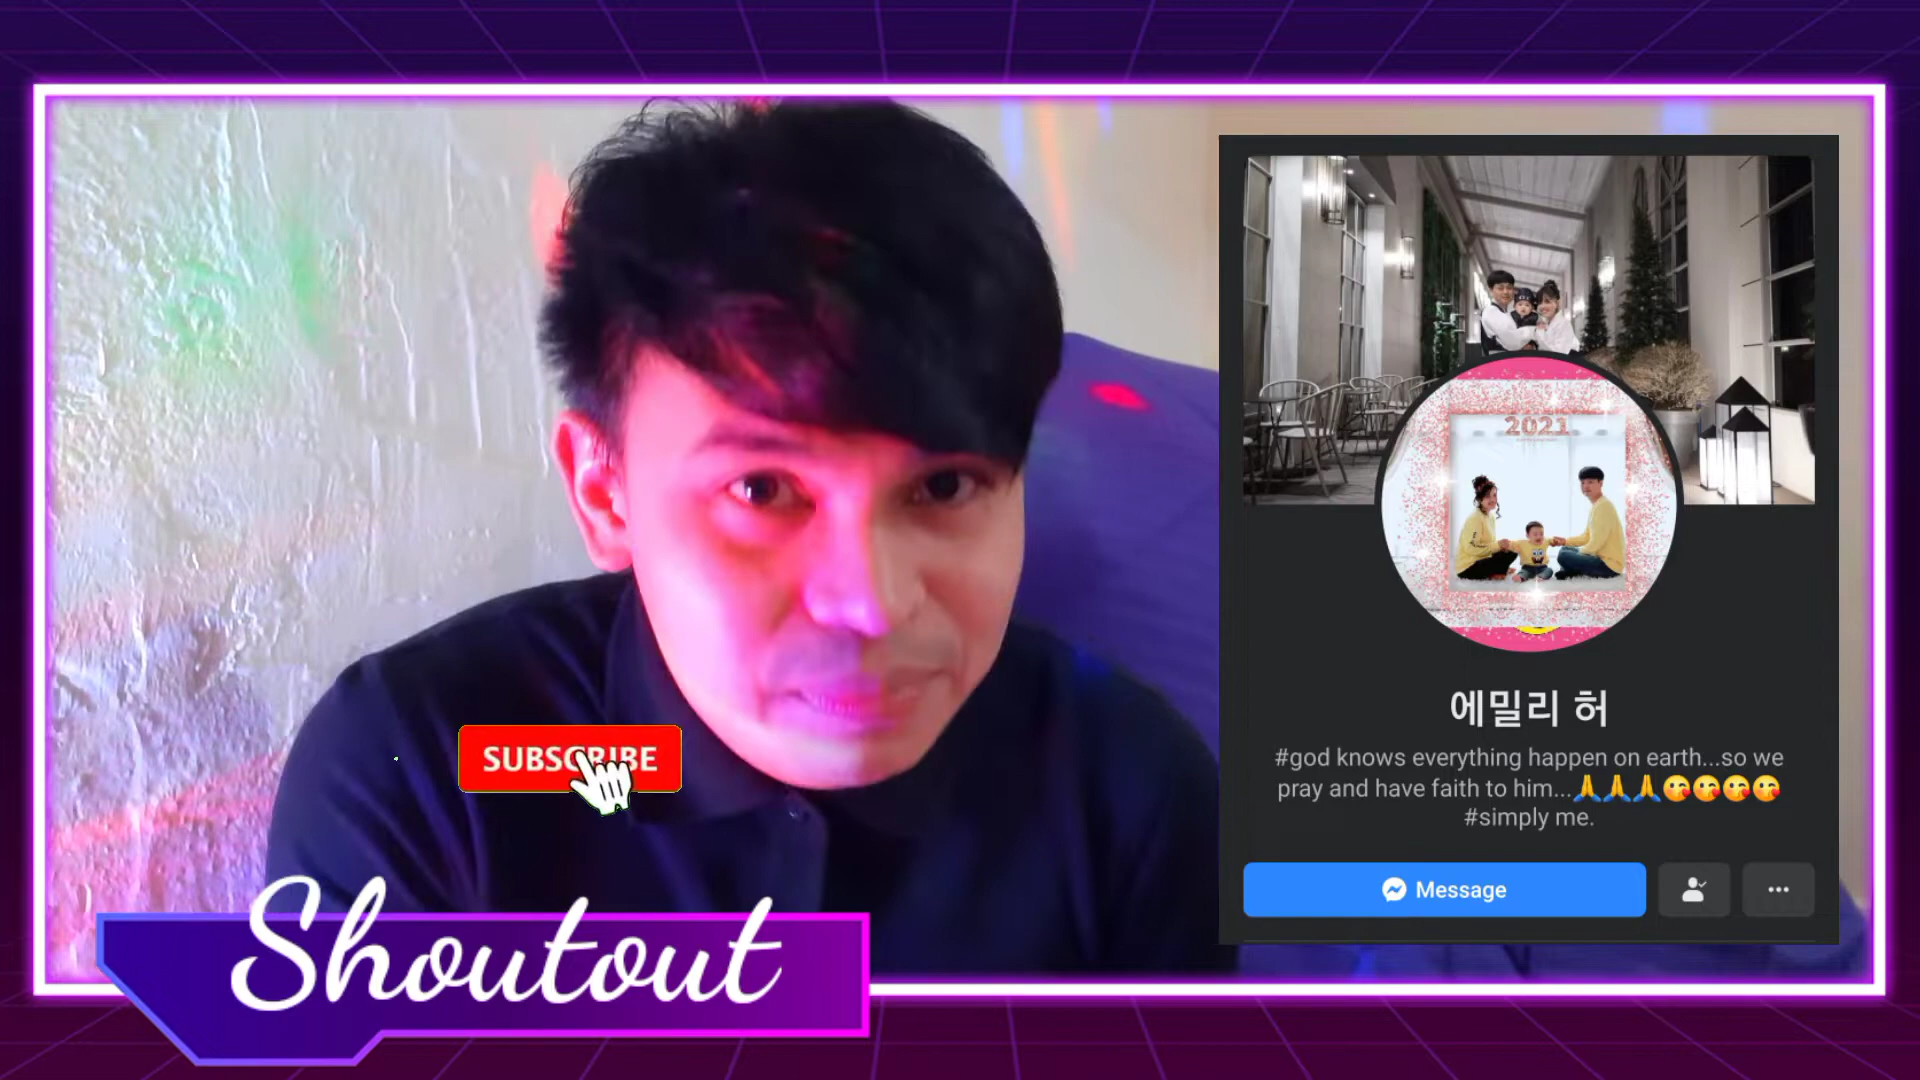 2021
에밀리 허
#god knows everything happen on earth...so we
pray and have faith to him...🙏🙏🙏😘😘😘😘
#simply me.
Message
SUBSCRIBE
Shoutout